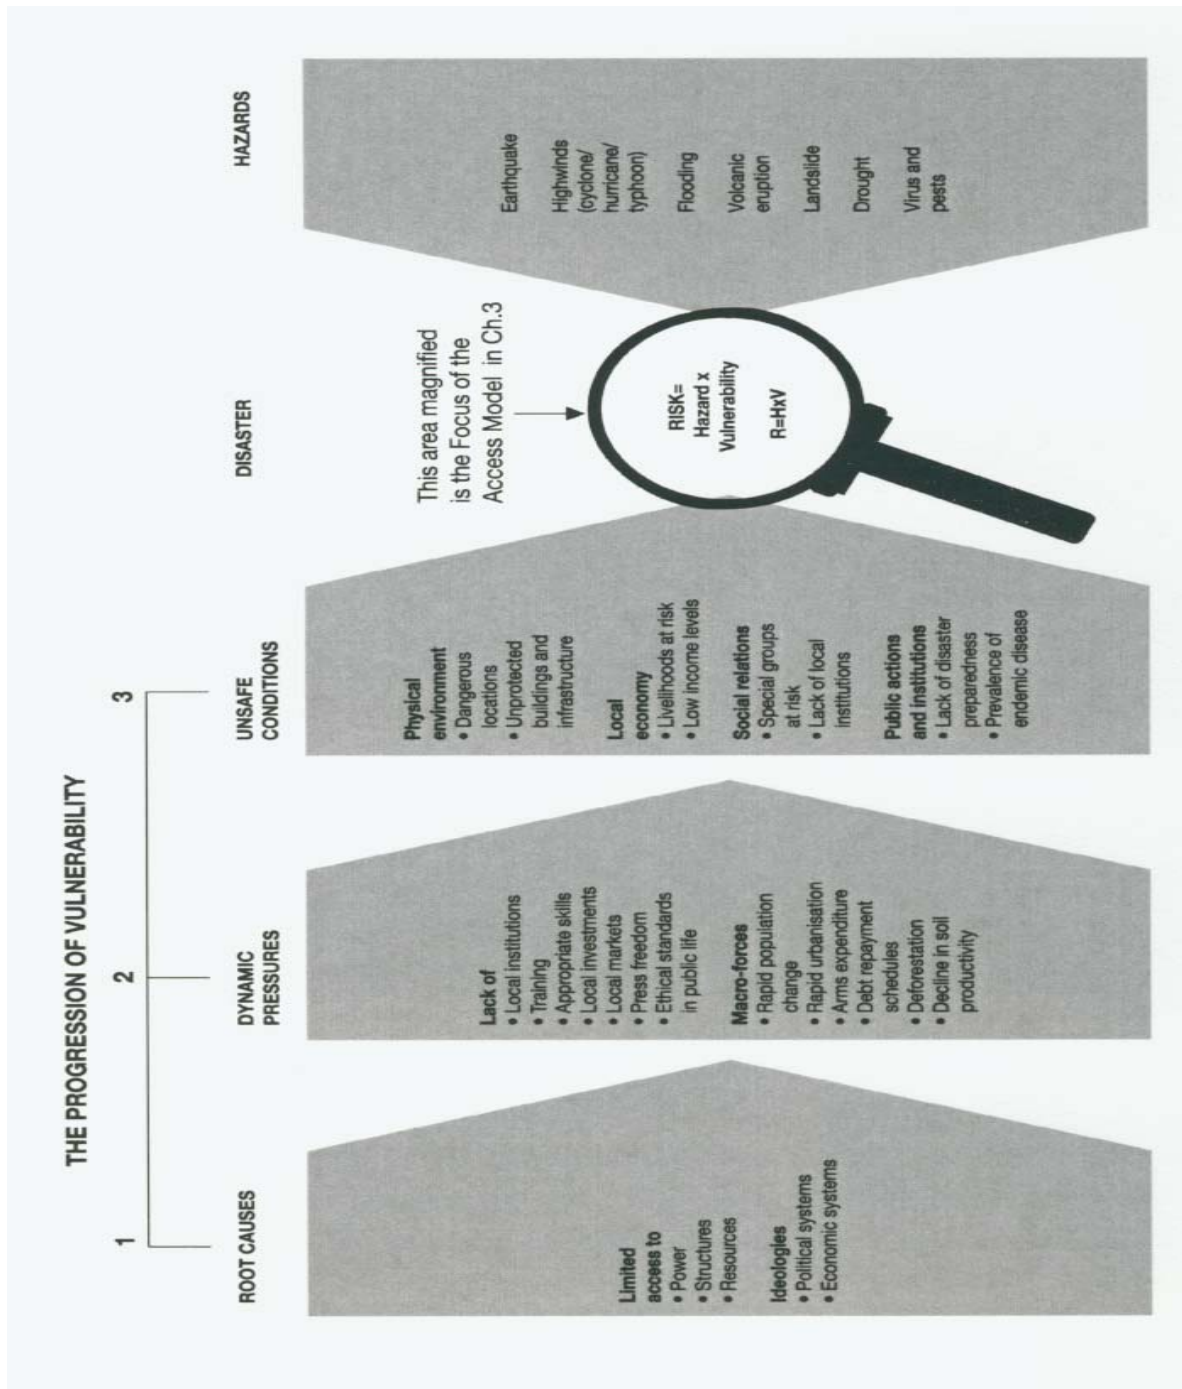 THE PROGRESSION OF VULNERABILITY
1
2
3
ROOT CAUSES
DYNAMIC
PRESSURES
UNSAFE
CONDITIONS
DISASTER
HAZARDS
Limited
access to
• Power
• Structures
• Resources
Ideologies
• Political systems
• Economic systems
Lack of
• Local institutions
• Training
• Appropriate skills
• Local investments
• Local markets
• Press freedom
• Ethical standards
in public life
Macro-forces
• Rapid population
change
• Rapid urbanisation
• Arms expenditure
• Debt repayment
schedules
• Deforestation
• Decline in soil
productivity
Physical
environment
• Dangerous
locations
• Unprotected
buildings and
infrastructure
Local
economy
• Livelihoods at risk
• Low income levels
Social relations
• Special groups
at risk
• Lack of local
institutions
Public actions
and institutions
• Lack of disaster
preparedness
• Prevalence of
endemic disease
This area magnified
is the Focus of the
Access Model in Ch.3
RISK=
Hazard x
Vulnerability
R=HxV
Earthquake
Highwinds
(cyclone/
hurricane/
typhoon)
Flooding
Volcanic
eruption
Landslide
Drought
Virus and
pests